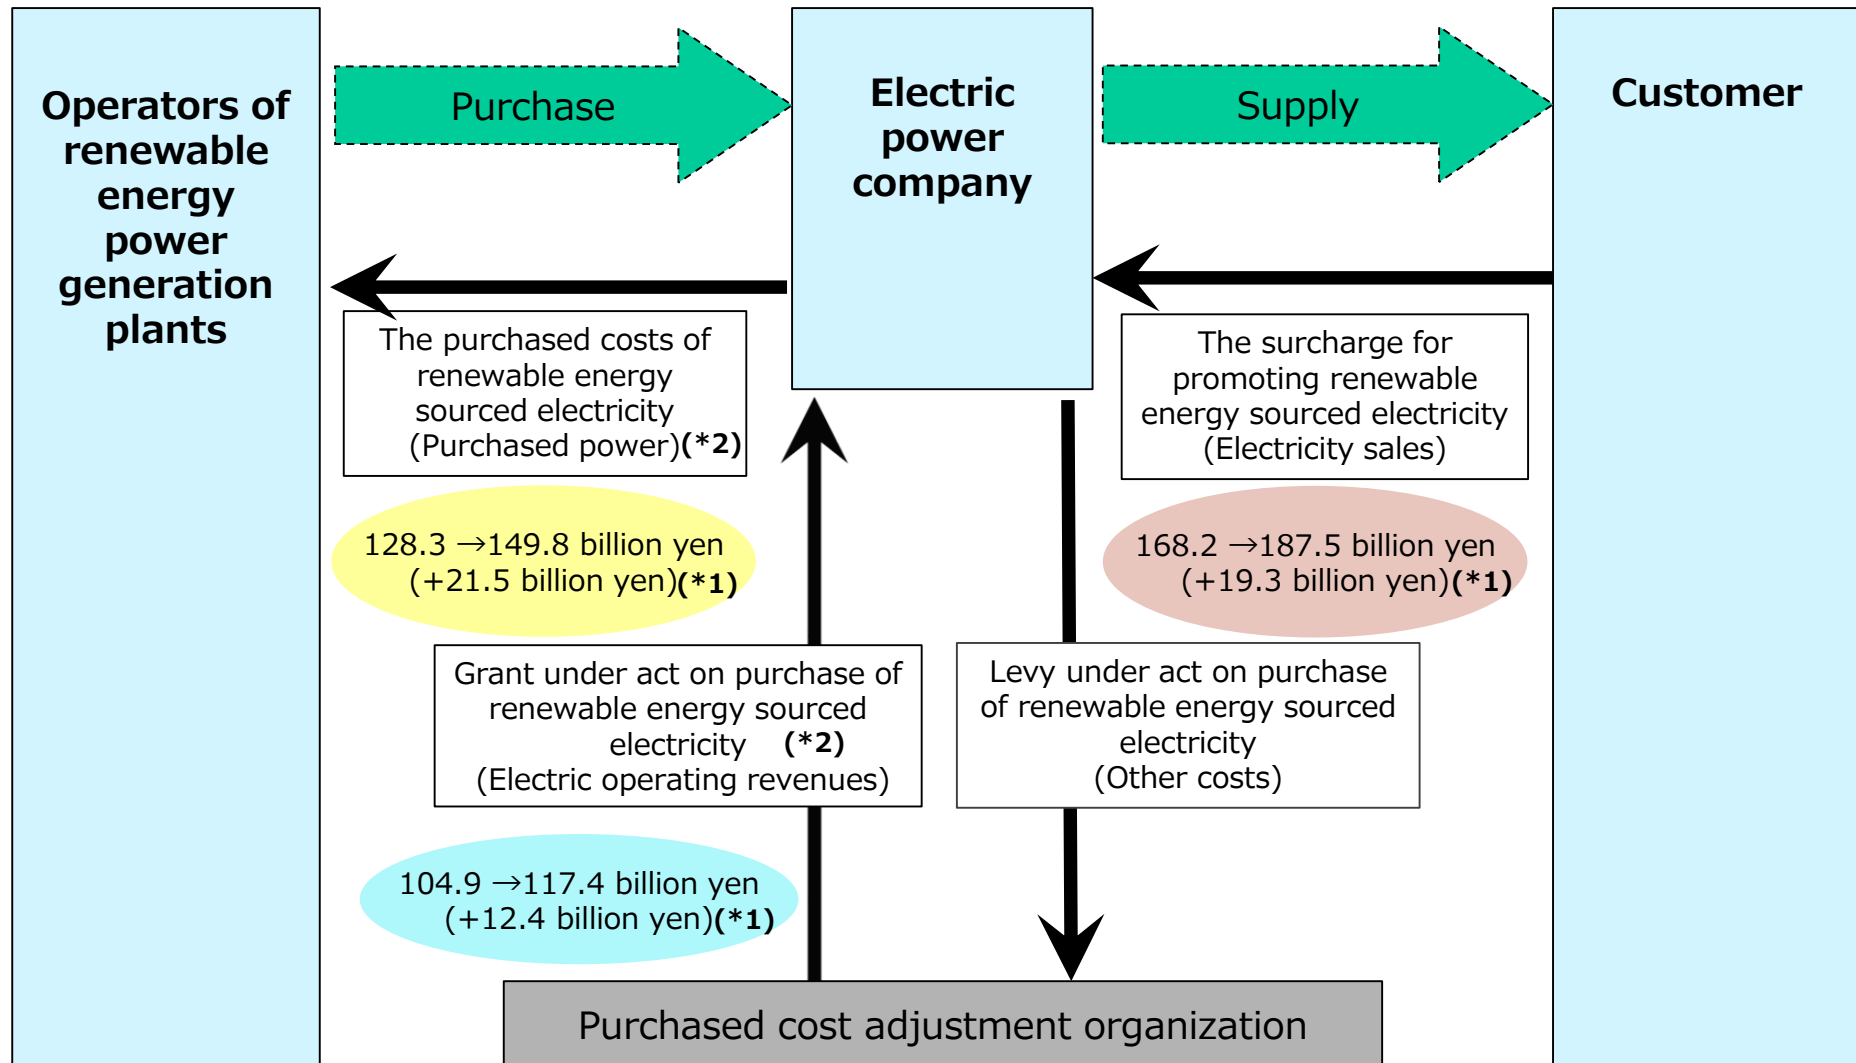 Operators of
renewable
energy
power
generation
plants
Purchase
Electric
power
company
Supply
Customer
The purchased costs of
renewable energy
sourced electricity
(Purchased power)(*2)
128.3 →149.8 billion yen
(+21.5 billion yen)(*1)
The surcharge for
promoting renewable
energy sourced electricity
(Electricity sales)
168.2 →187.5 billion yen
(+19.3 billion yen)(*1)
Grant under act on purchase of
renewable energy sourced
electricity (*2)
(Electric operating revenues)
104.9 →117.4 billion yen
(+12.4 billion yen)(*1)
Levy under act on purchase
of renewable energy sourced
electricity
(Other costs)
Purchased cost adjustment organization